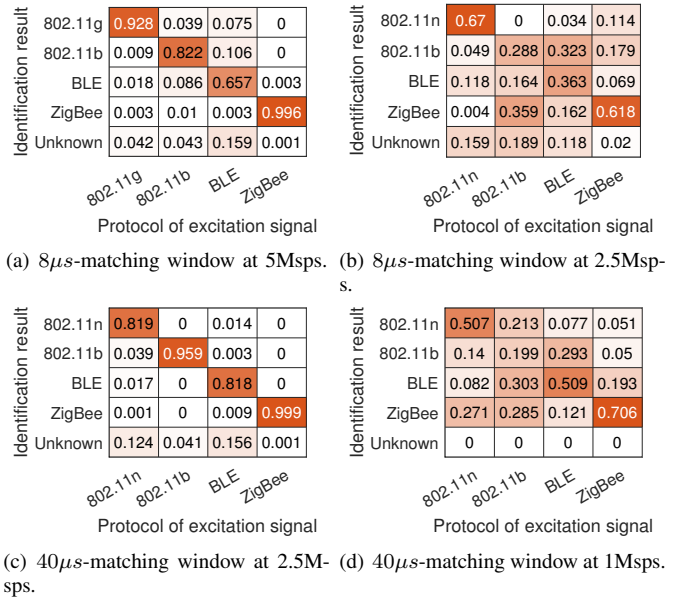 Identification result
802.11g 0.928 0.039 0.075 0
802.11b 0.009 0.822 0.106 0
BLE 0.018 0.086 0.657 0.003
ZigBee 0.003 0.01 0.003 0.996
Unknown 0.042 0.043 0.159 0.001
802.11g 802.11b BLE ZigBee
Protocol of excitation signal
(a) 8μs-matching window at 5Msps.
Identification result
802.11n 0.67 0 0.034 0.114
802.11b 0.049 0.288 0.323 0.179
BLE 0.118 0.164 0.363 0.069
ZigBee 0.004 0.359 0.162 0.618
Unknown 0.159 0.189 0.118 0.02
802.11n 802.11b BLE ZigBee
Protocol of excitation signal
(b) 8μs-matching window at 2.5Msp-
s.
Identification result
802.11n 0.819 0 0.014 0
802.11b 0.039 0.959 0.003 0
BLE 0.017 0 0.818 0
ZigBee 0.001 0 0.009 0.999
Unknown 0.124 0.041 0.156 0.001
802.11n 802.11b BLE ZigBee
Protocol of excitation signal
(c) 40μs-matching window at 2.5M-
sps.
Identification result
802.11n 0.507 0.213 0.077 0.051
802.11b 0.14 0.199 0.293 0.05
BLE 0.082 0.303 0.509 0.193
ZigBee 0.271 0.285 0.121 0.706
Unknown 0 0 0 0
802.11n 802.11b BLE ZigBee
Protocol of excitation signal
(d) 40μs-matching window at 1Msps.